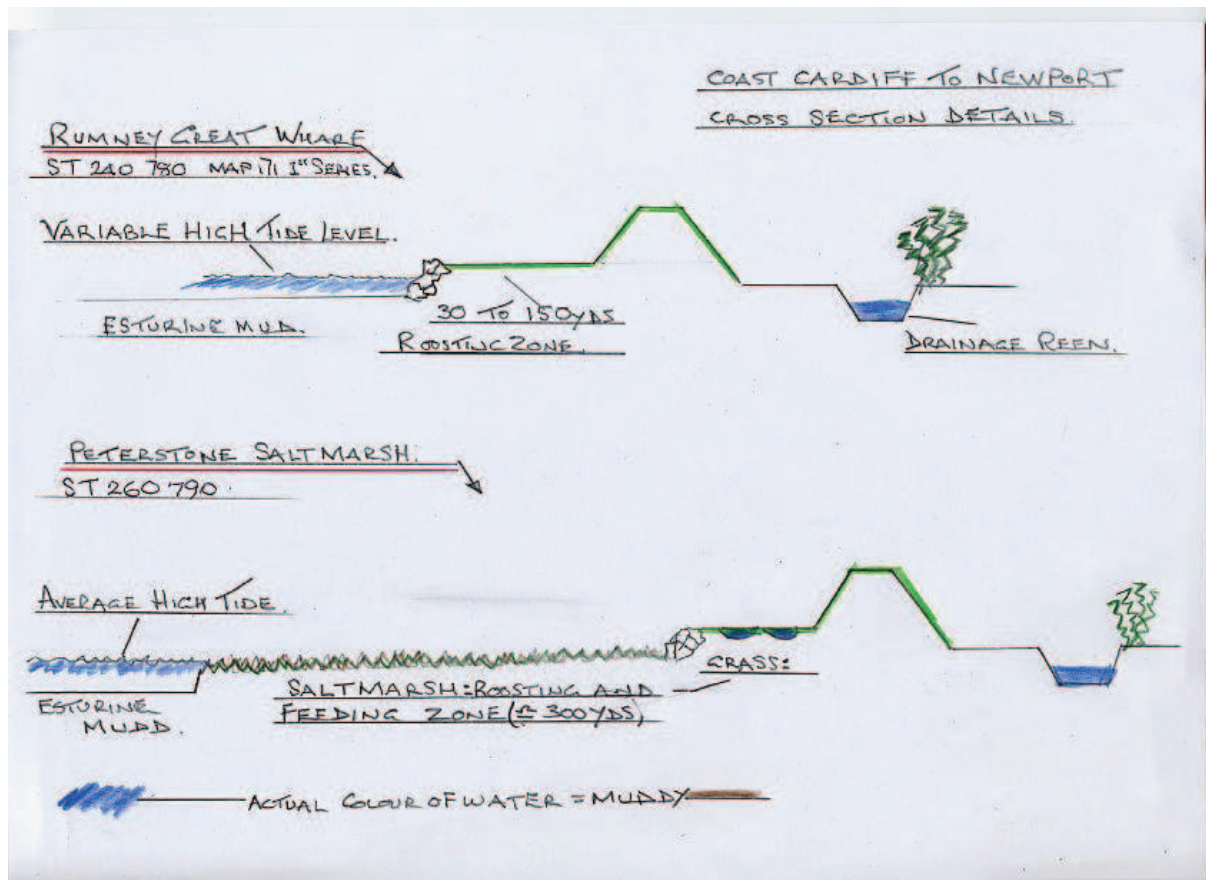 COAST CARDIFF TO NEWPORT
CROSS SECTION DETAILS.
RUMNEY GREAT WHARF
ST 240 780 MAP 171 1" SERIES.
VARIABLE HIGH TIDE LEVEL.
ESTURINE MUD.
30 TO 150 YDS
ROOSTING ZONE.
DRAINAGE REEN.
PETERSTONE SALTMARSH.
ST 260 790.
AVERAGE HIGH TIDE.
ESTURINE
MUDD.
GRASS:
SALTMARSH: ROOSTING AND
FEEDING ZONE (≏ 300 YDS)
ACTUAL COLOUR OF WATER = MUDDY